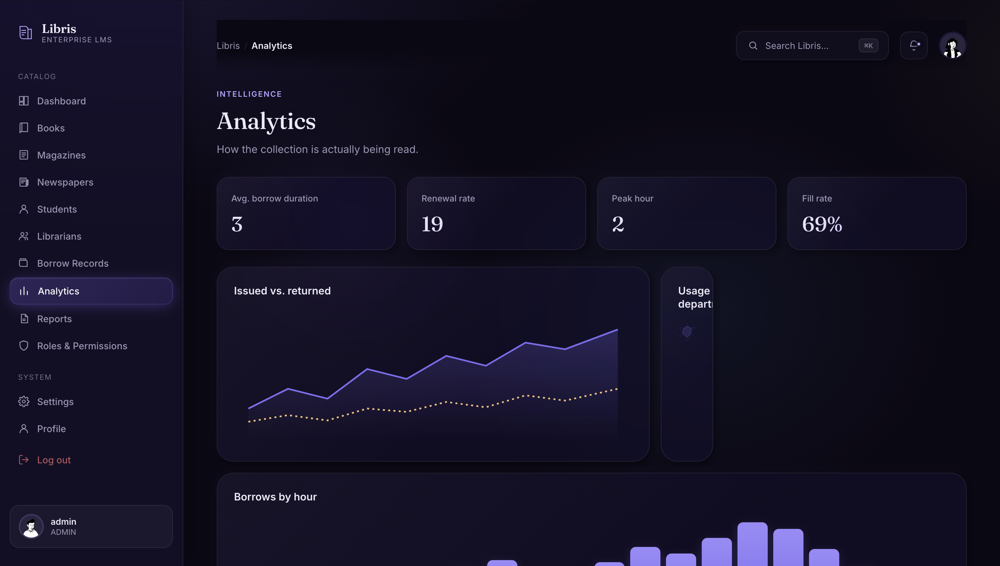 Libris
ENTERPRISE LMS
CATALOG
Dashboard
Books
Magazines
Newspapers
Students
Librarians
Borrow Records
Analytics
Reports
Roles & Permissions
SYSTEM
Settings
Profile
Log out
admin
ADMIN
Libris / Analytics
Search Libris...
⌘K
INTELLIGENCE
Analytics
How the collection is actually being read.
Avg. borrow duration
3
Renewal rate
19
Peak hour
2
Fill rate
69%
Issued vs. returned
Usage
Borrows by hour